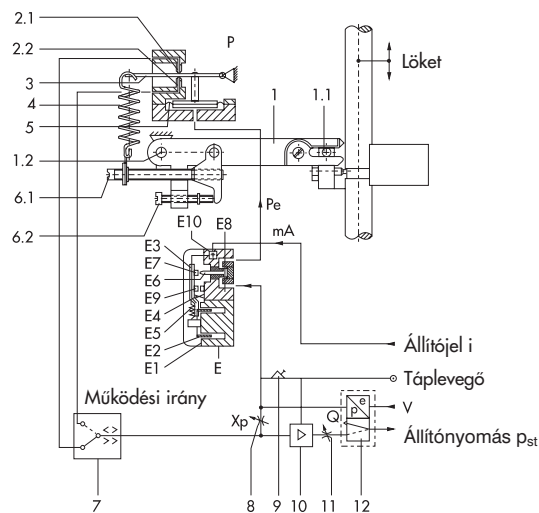 2.1
P
2.2
3
4
5
1
1.1
Löket
1.2
6.1
6.2
Pe
E10
E8
mA
E3
E7
E6
E9
E4
E5
E2
E1
E
Állítójel i
Táplevegő
Működési irány
< >
> >
Xp
Q
e
p
V
Állítónyomás pst
7
8
9
10
11
12